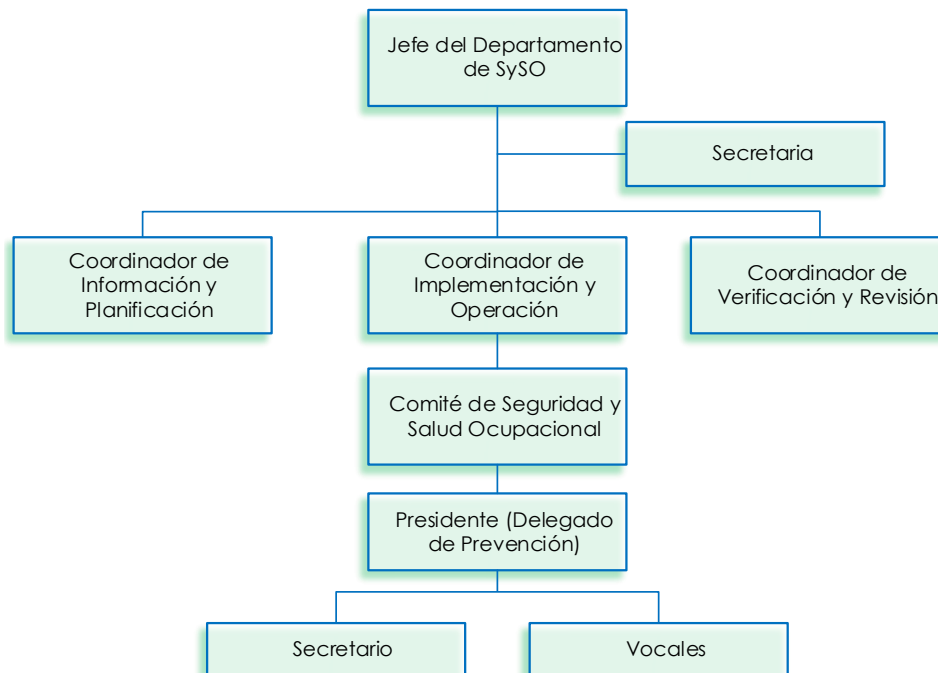 Jefe del Departamento
de SySO
Secretaria
Coordinador de
Información y
Planificación
Coordinador de
Implementación y
Operación
Coordinador de
Verificación y Revisión
Comité de Seguridad y
Salud Ocupacional
Presidente (Delegado
de Prevención)
Secretario
Vocales